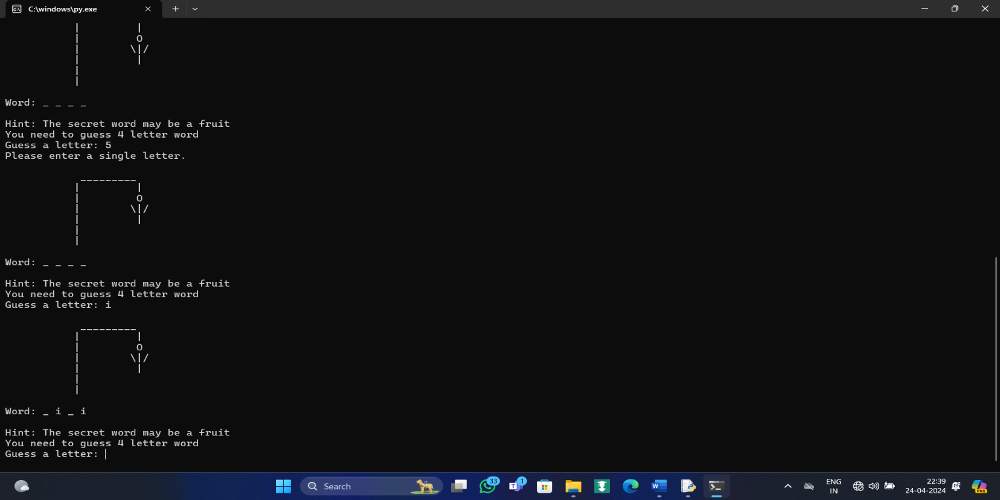 C:\windows\py.exe
|         |
|         O
|        \|/
|         |
|
|
Word: _ _ _ _
Hint: The secret word may be a fruit
You need to guess 4 letter word
Guess a letter: 5
Please enter a single letter.
_________
|         |
|         O
|        \|/
|         |
|
|
Word: _ _ _ _
Hint: The secret word may be a fruit
You need to guess 4 letter word
Guess a letter: i
_________
|         |
|         O
|        \|/
|         |
|
|
Word: _ i _ i
Hint: The secret word may be a fruit
You need to guess 4 letter word
Guess a letter:
Search
33
1
ENG
IN
22:39
24-04-2024
PRE